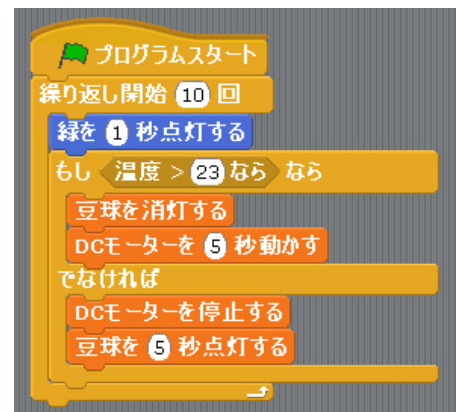 プログラムスタート
繰り返し開始 10 回
緑を 1 秒点灯する
もし 温度 > 23 なら なら
豆球を消灯する
DCモーターを 5 秒動かす
でなければ
DCモーターを停止する
豆球を 5 秒点灯する